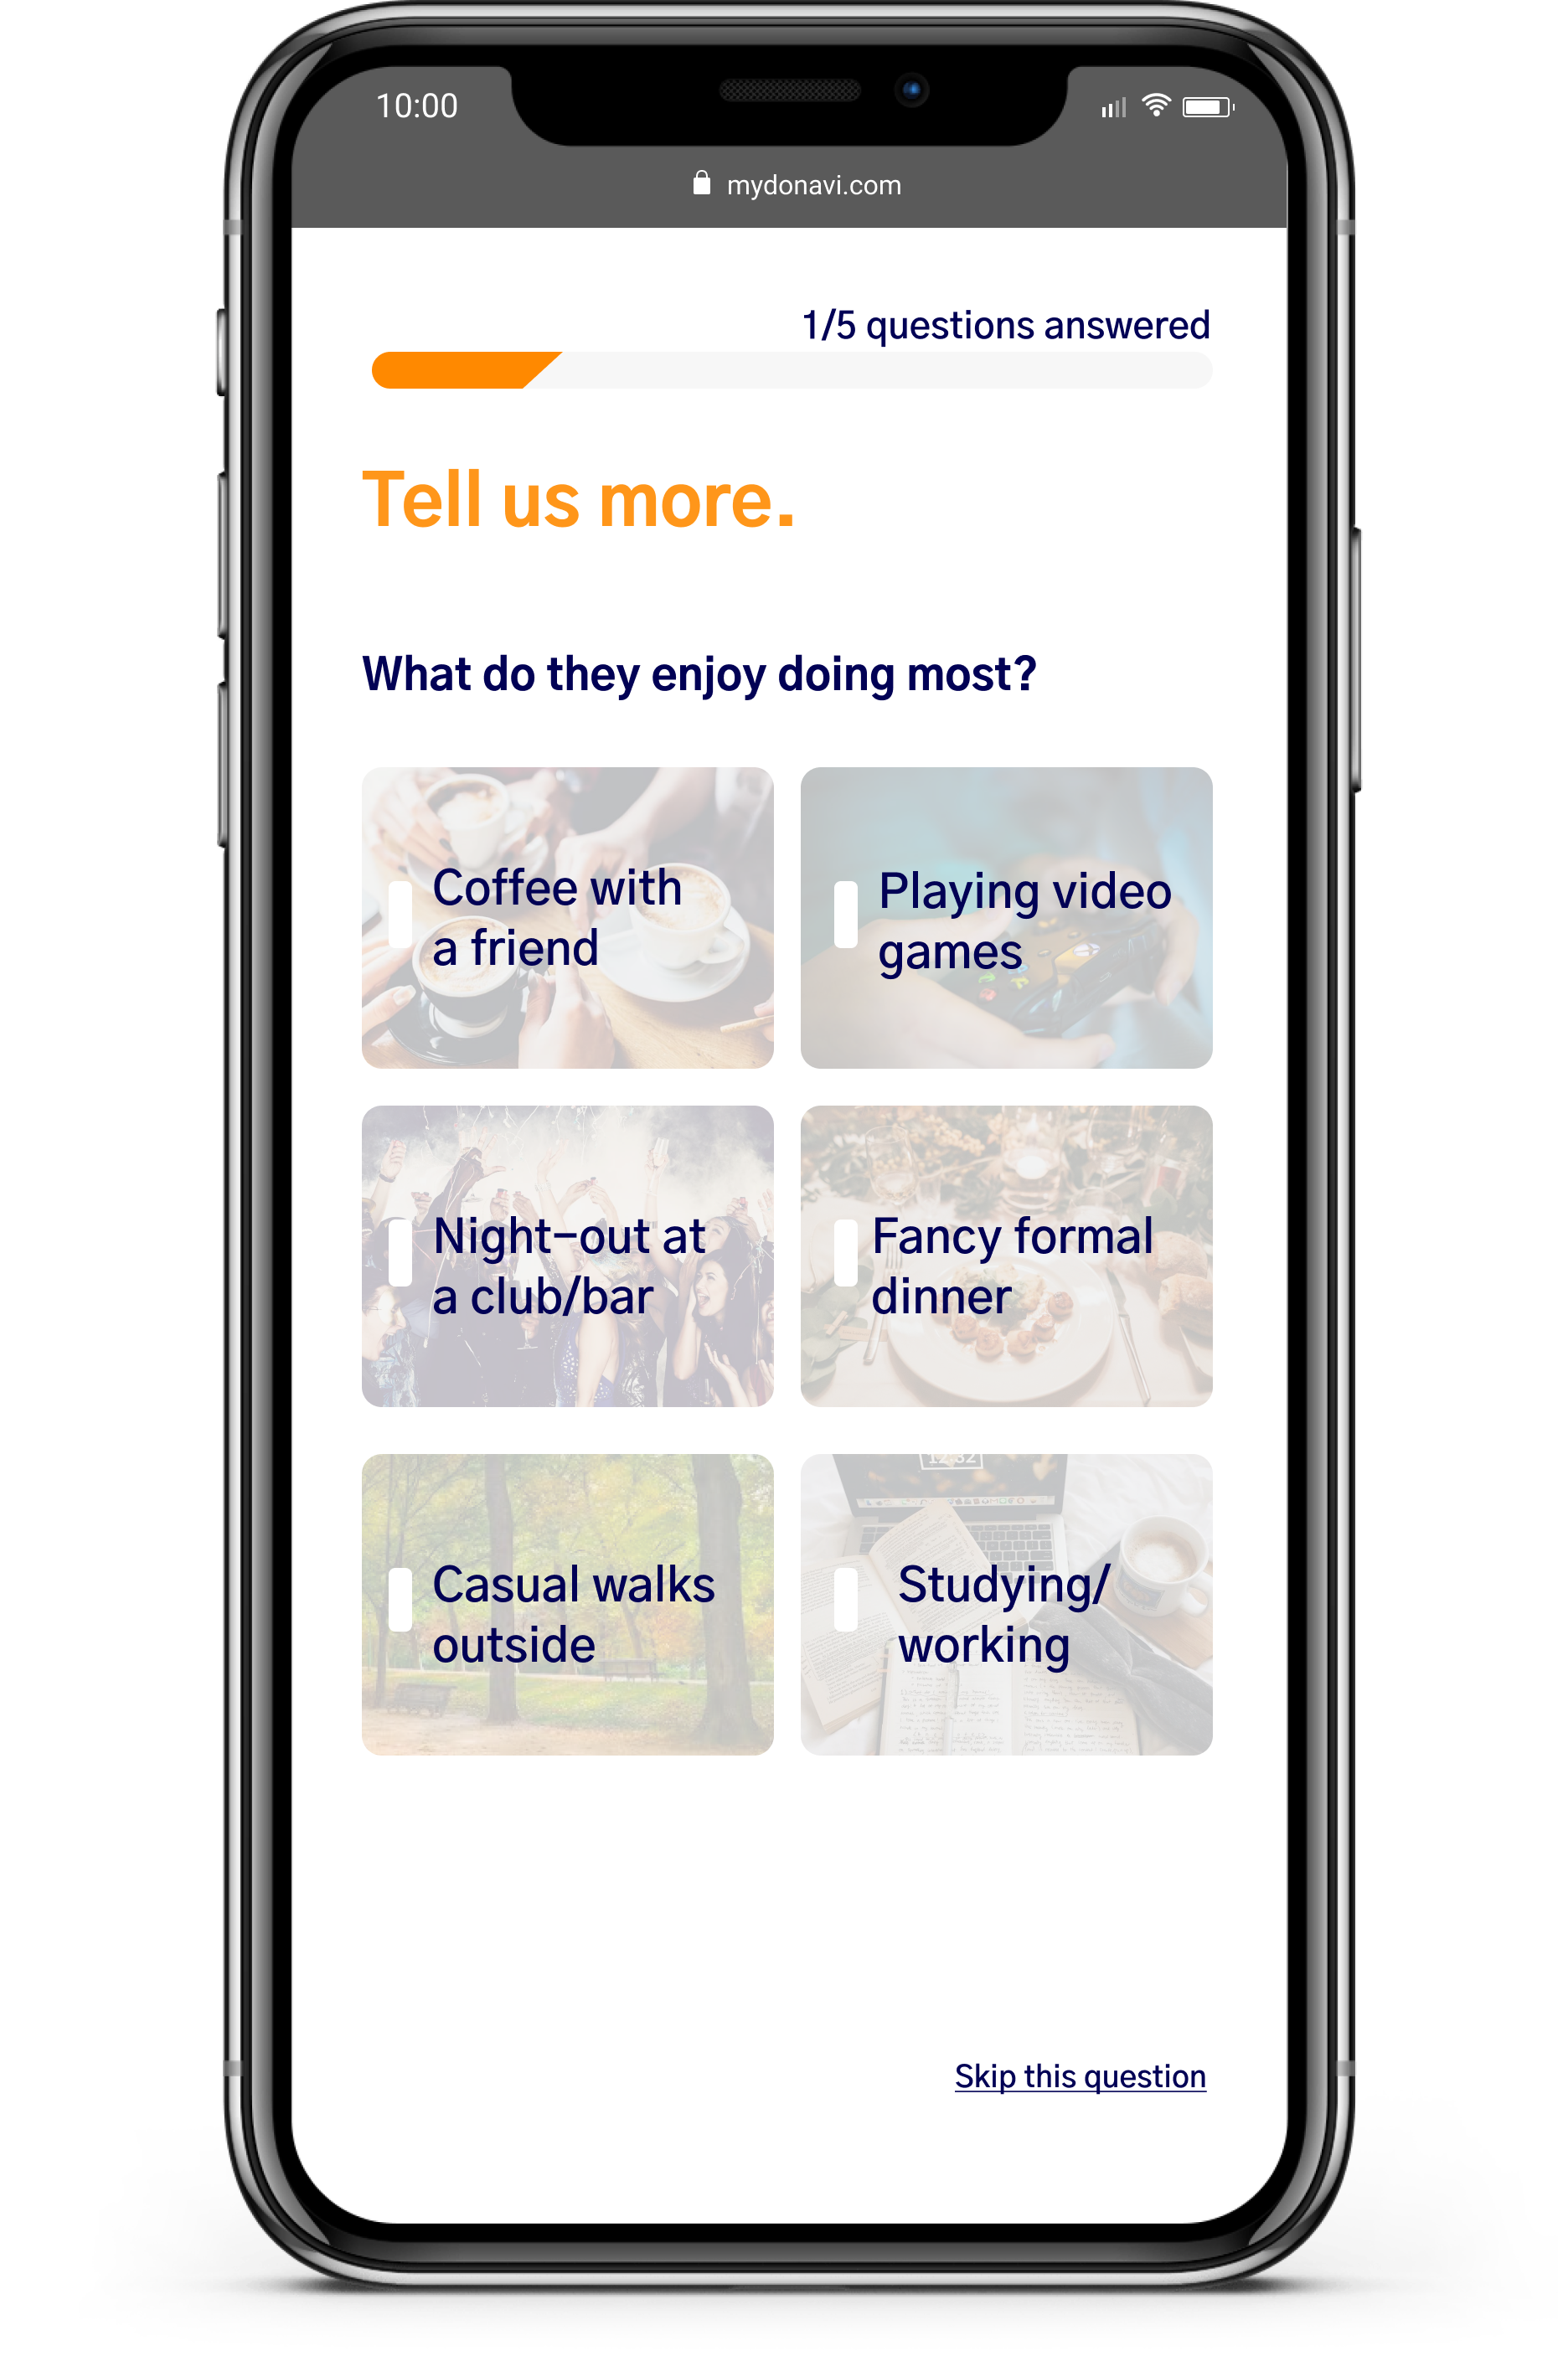 10:00
mydonavi.com
1/5 questions answered
Tell us more.
What do they enjoy doing most?
Coffee with
a friend
Playing video
games
Night-out at
a club/bar
Fancy formal
dinner
Casual walks
outside
12:32
Studying/
working
Skip this question